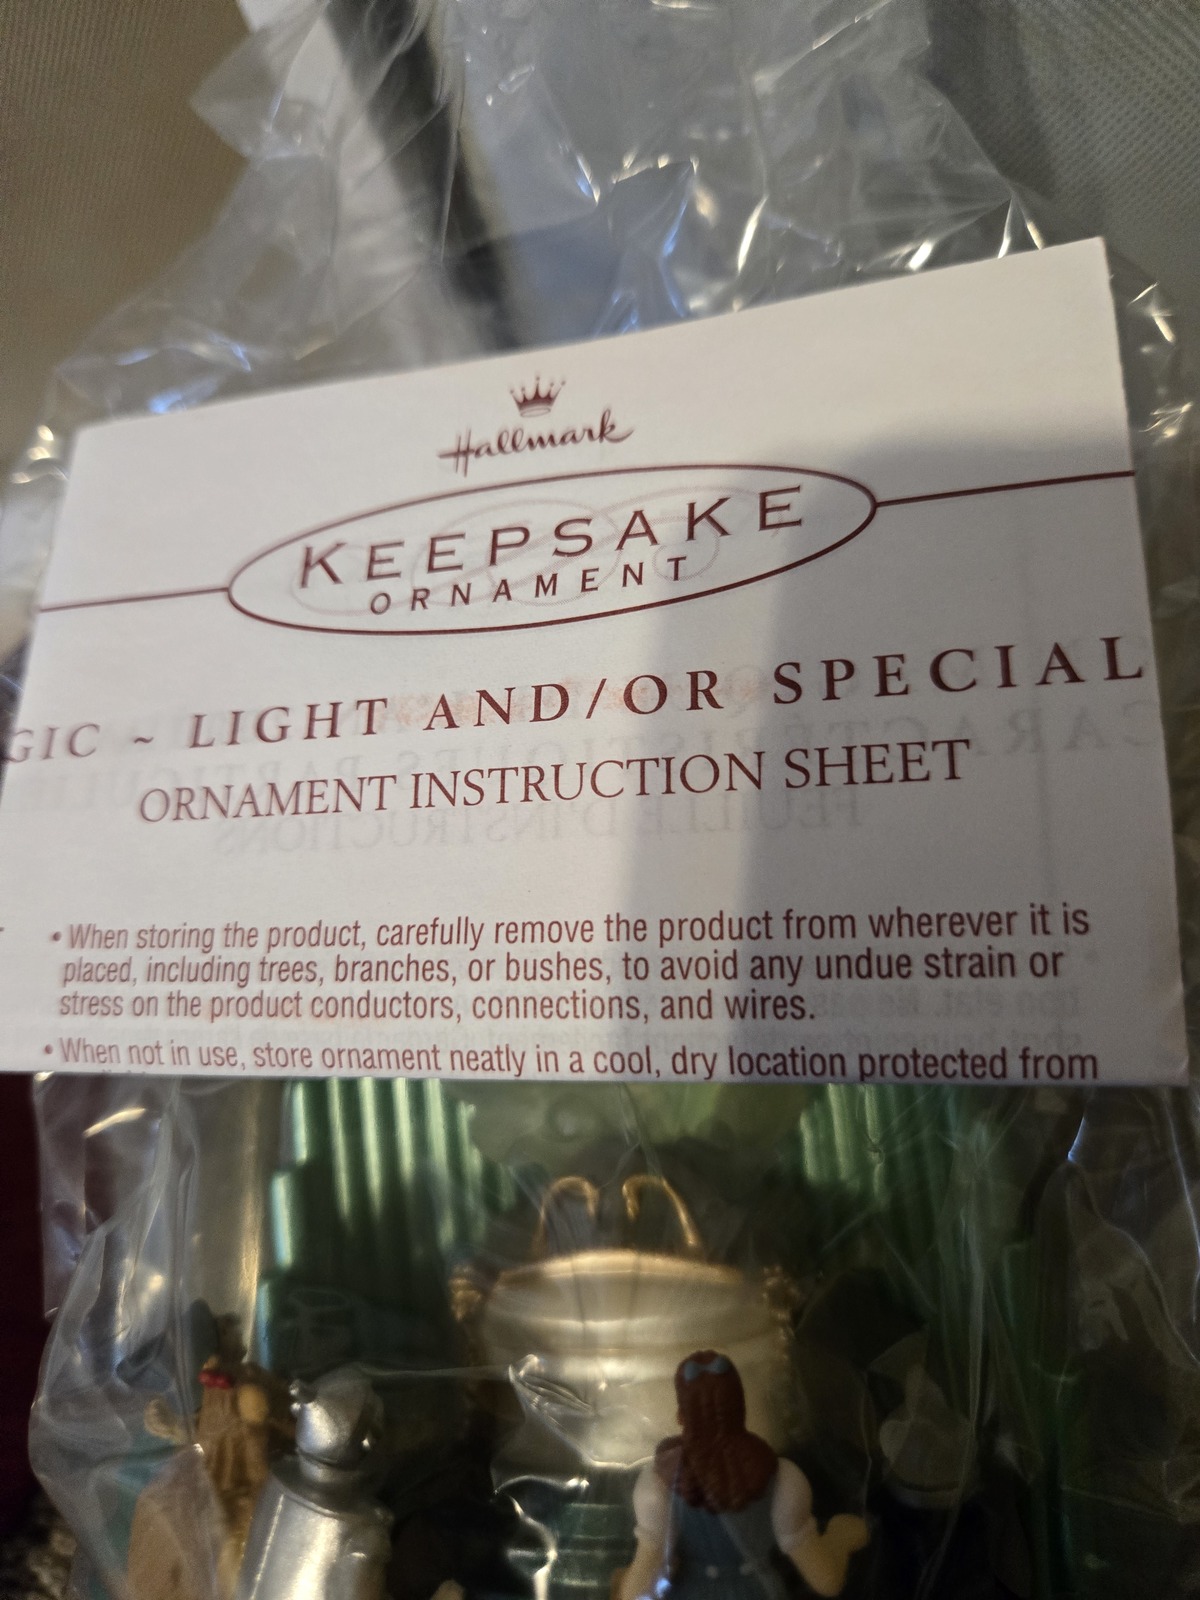 Hallmark
KEEPSAKE
ORNAMENT
GIC ~ LIGHT AND/OR SPECIAL
ORNAMENT INSTRUCTION SHEET
• When storing the product, carefully remove the product from wherever it is
placed, including trees, branches, or bushes, to avoid any undue strain or
stress on the product conductors, connections, and wires.
• When not in use, store ornament neatly in a cool, dry location protected from